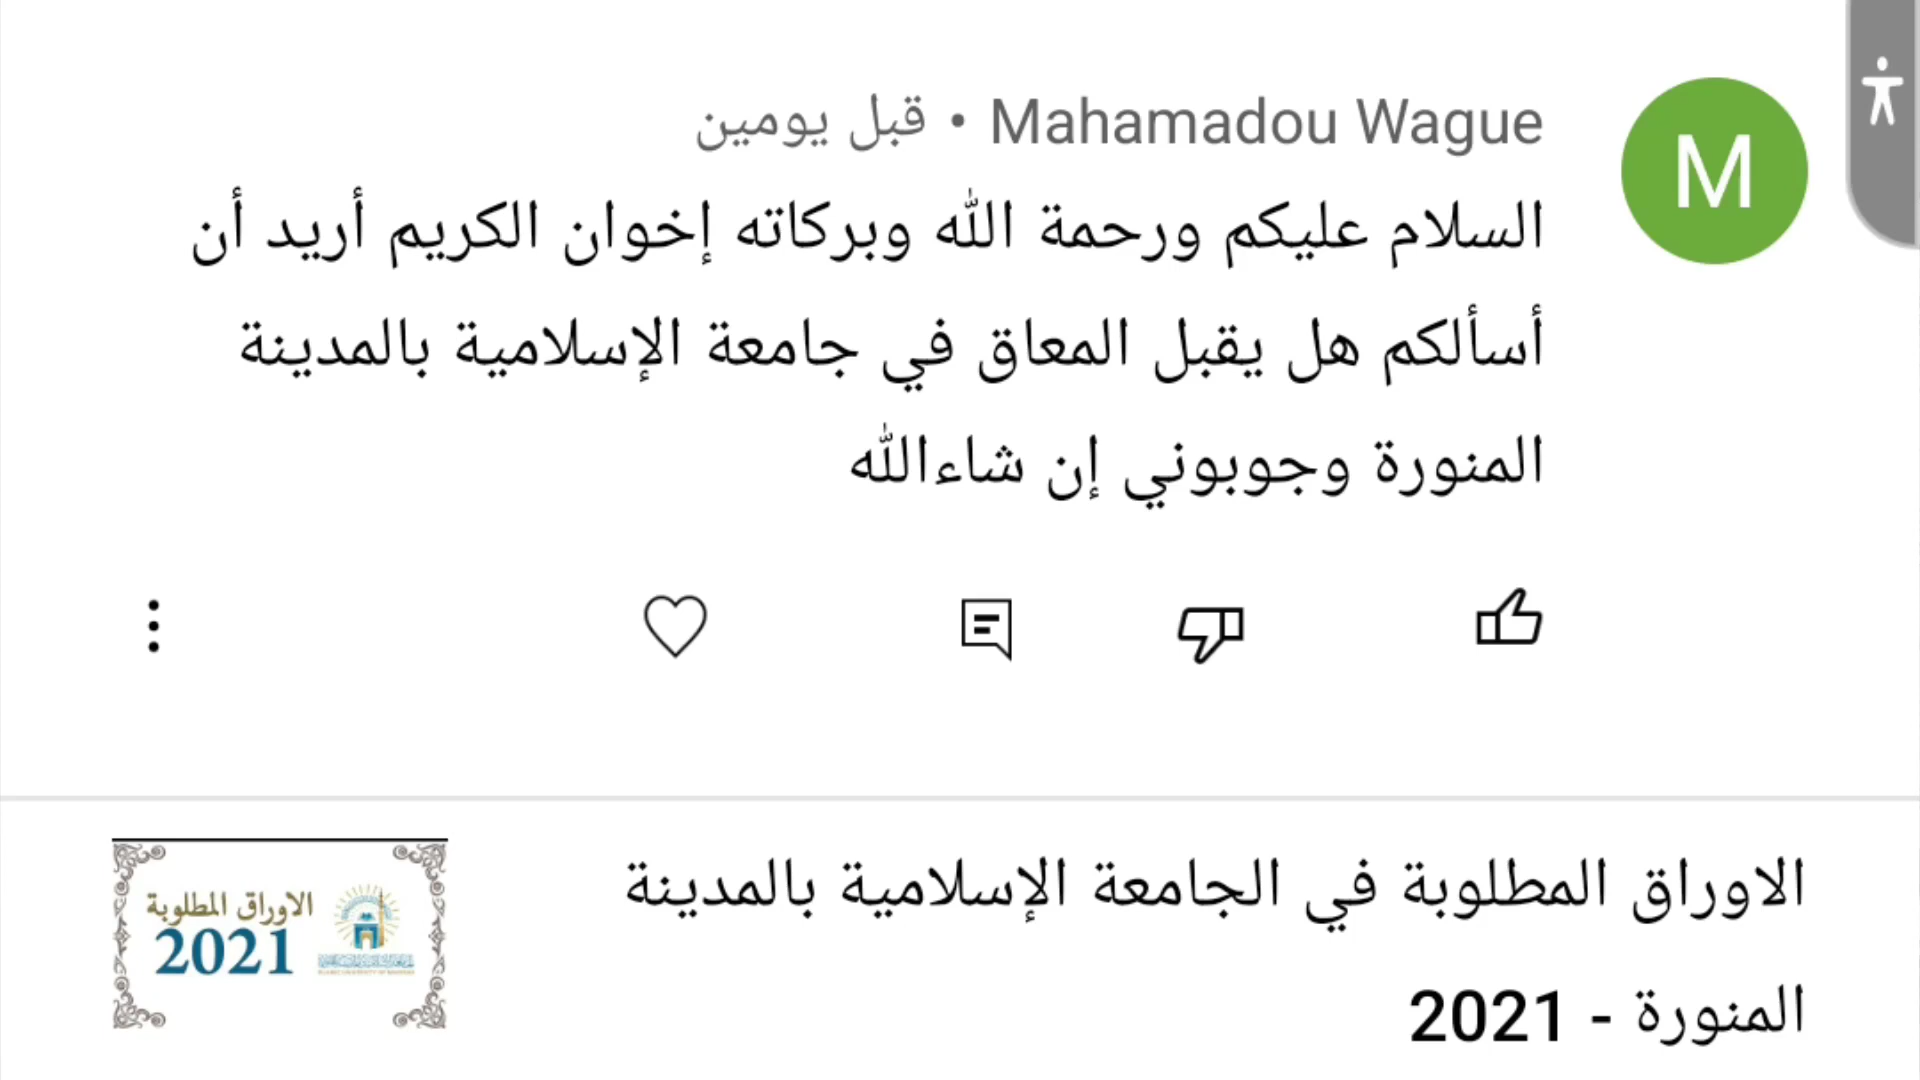 Mahamadou Wague • قبل يومين
M
السلام عليكم ورحمة الله وبركاته إخوان الكريم أريد أن
أسألكم هل يقبل المعاق في جامعة الإسلامية بالمدينة
المنورة وجوبوني إن شاءالله
الاوراق المطلوبة في الجامعة الإسلامية بالمدينة
المنورة - 2021
الاوراق المطلوبة
2021